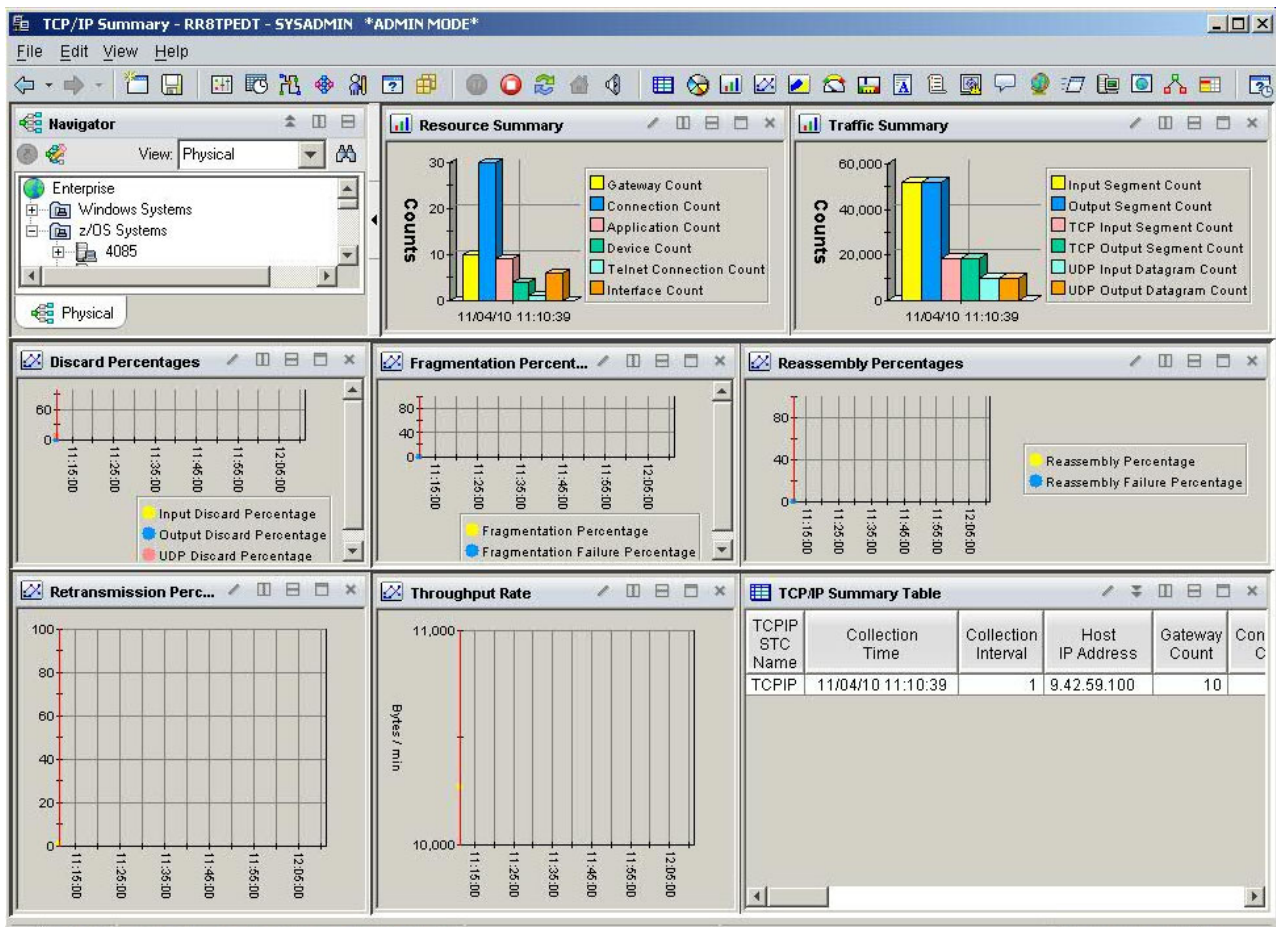 TCP/IP Summary - RR8TPEDT - SYSADMIN *ADMIN MODE*
File Edit View Help
Navigator
View: Physical
Enterprise
Windows Systems
z/OS Systems
4085
Physical
Resource Summary
Counts
30
20
10
0
11/04/10 11:10:39
Gateway Count
Connection Count
Application Count
Device Count
Telnet Connection Count
Interface Count
Traffic Summary
Counts
60,000
40,000
20,000
0
11/04/10 11:10:39
Input Segment Count
Output Segment Count
TCP Input Segment Count
TCP Output Segment Count
UDP Input Datagram Count
UDP Output Datagram Count
Discard Percentages
60
0
11:15:00 11:25:00 11:35:00 11:45:00 11:55:00 12:05:00
Input Discard Percentage
Output Discard Percentage
UDP Discard Percentage
Fragmentation Percent...
80
40
0
11:15:00 11:25:00 11:35:00 11:45:00 11:55:00 12:05:00
Fragmentation Percentage
Fragmentation Failure Percentage
Reassembly Percentages
80
40
0
11:15:00 11:25:00 11:35:00 11:45:00 11:55:00 12:05:00
Reassembly Percentage
Reassembly Failure Percentage
Retransmission Perc...
100
80
60
40
20
0
11:15:00 11:25:00 11:35:00 11:45:00 11:55:00 12:05:00
Throughput Rate
Bytes / min
11,000
10,000
11:15:00 11:25:00 11:35:00 11:45:00 11:55:00 12:05:00
TCP/IP Summary Table
TCPIP STC Name Collection Time Collection Interval Host IP Address Gateway Count Con C
TCPIP 11/04/10 11:10:39 1 9.42.59.100 10